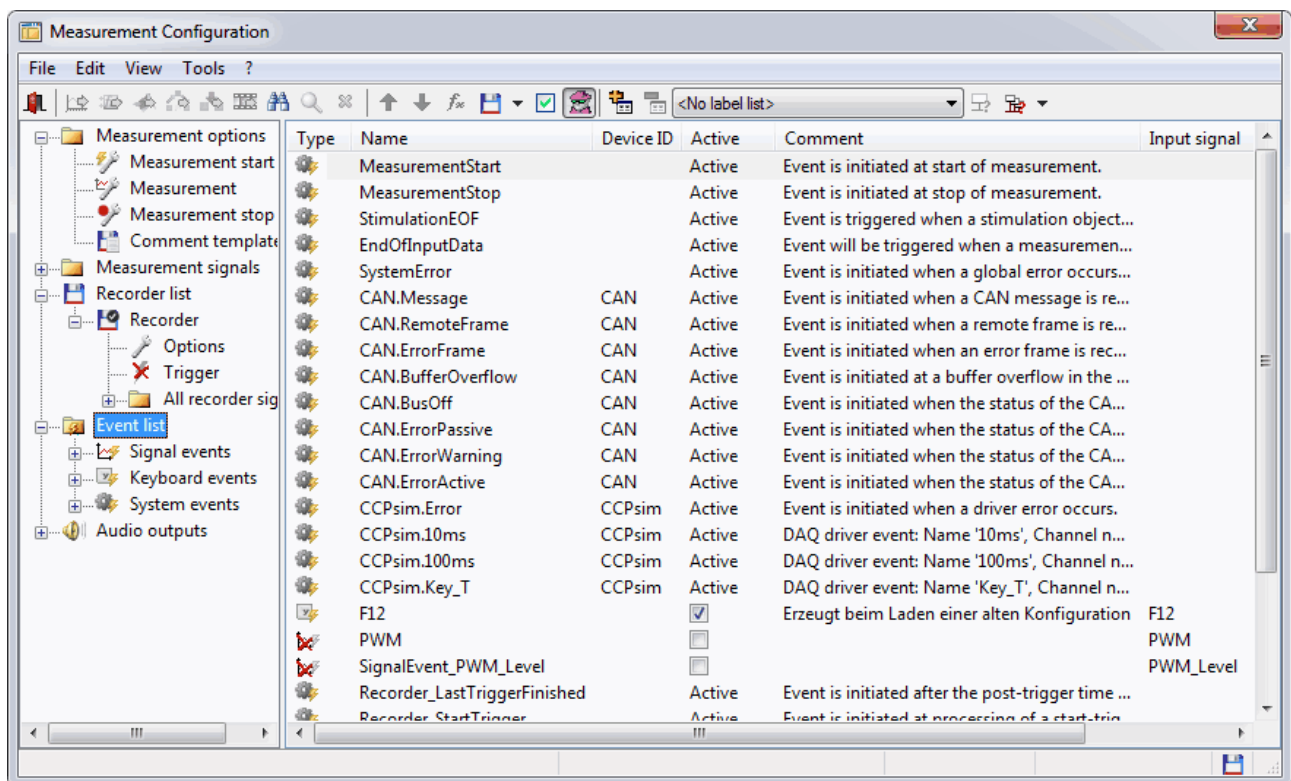 Measurement Configuration
File Edit View Tools ?
<No label list>
Measurement options
Measurement start
Measurement
Measurement stop
Comment template
Measurement signals
Recorder list
Recorder
Options
Trigger
All recorder sig
Event list
Signal events
Keyboard events
System events
Audio outputs
Type Name Device ID Active Comment Input signal
MeasurementStart Active Event is initiated at start of measurement.
MeasurementStop Active Event is initiated at stop of measurement.
StimulationEOF Active Event is triggered when a stimulation object...
EndOfInputData Active Event will be triggered when a measuremen...
SystemError Active Event is initiated when a global error occurs...
CAN.Message CAN Active Event is initiated when a CAN message is re...
CAN.RemoteFrame CAN Active Event is initiated when a remote frame is re...
CAN.ErrorFrame CAN Active Event is initiated when an error frame is rec...
CAN.BufferOverflow CAN Active Event is initiated at a buffer overflow in the ...
CAN.BusOff CAN Active Event is initiated when the status of the CA...
CAN.ErrorPassive CAN Active Event is initiated when the status of the CA...
CAN.ErrorWarning CAN Active Event is initiated when the status of the CA...
CAN.ErrorActive CAN Active Event is initiated when the status of the CA...
CCPsim.Error CCPsim Active Event is initiated when a driver error occurs.
CCPsim.10ms CCPsim Active DAQ driver event: Name '10ms', Channel n...
CCPsim.100ms CCPsim Active DAQ driver event: Name '100ms', Channel n...
CCPsim.Key_T CCPsim Active DAQ driver event: Name 'Key_T', Channel n...
F12 Erzeugt beim Laden einer alten Konfiguration F12
PWM PWM
SignalEvent_PWM_Level PWM_Level
Recorder_LastTriggerFinished Active Event is initiated after the post-trigger time ...
Recorder_StartTrigger Active Event is initiated at processing of a start-trig...